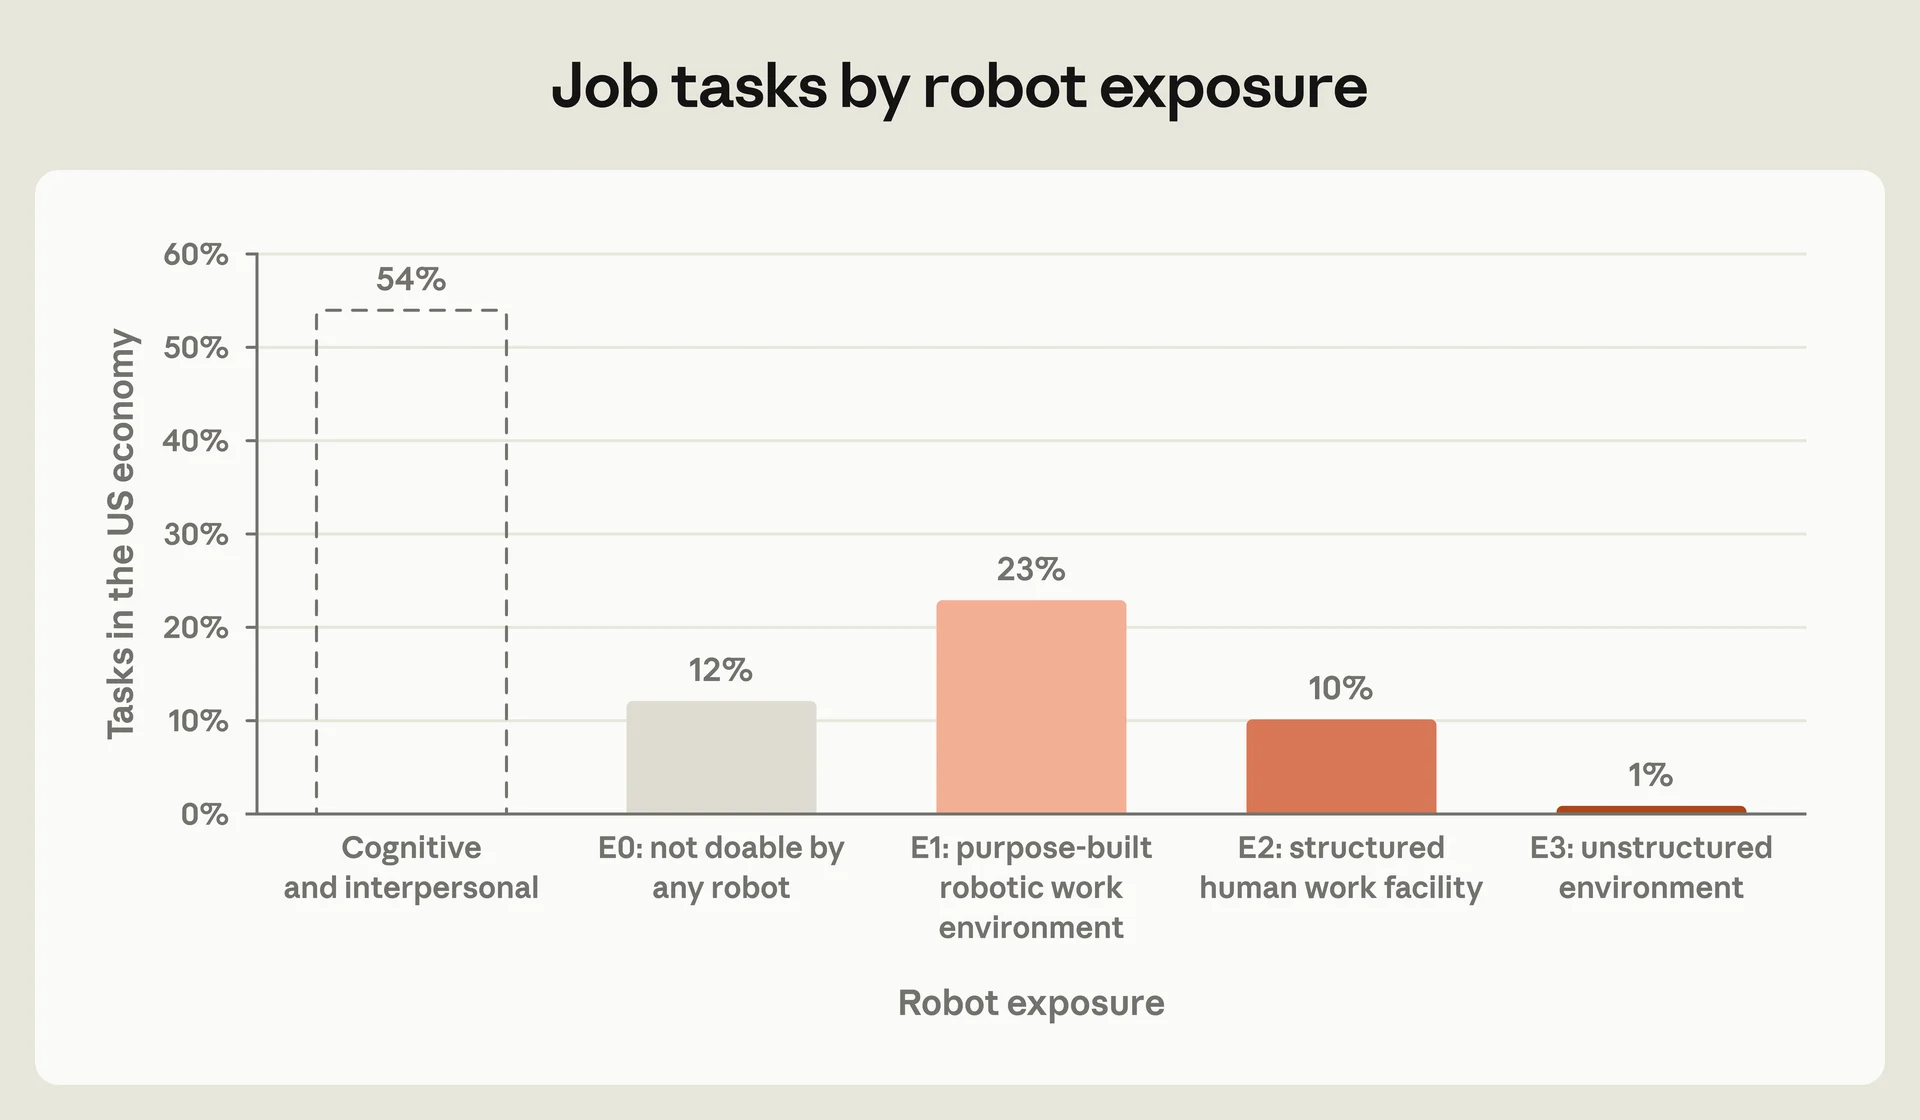 Job tasks by robot exposure
Tasks in the US economy
60%
50%
40%
30%
20%
10%
0%
54%
12%
23%
10%
1%
Cognitive
and interpersonal
E0: not doable by
any robot
E1: purpose-built
robotic work
environment
E2: structured
human work facility
E3: unstructured
environment
Robot exposure